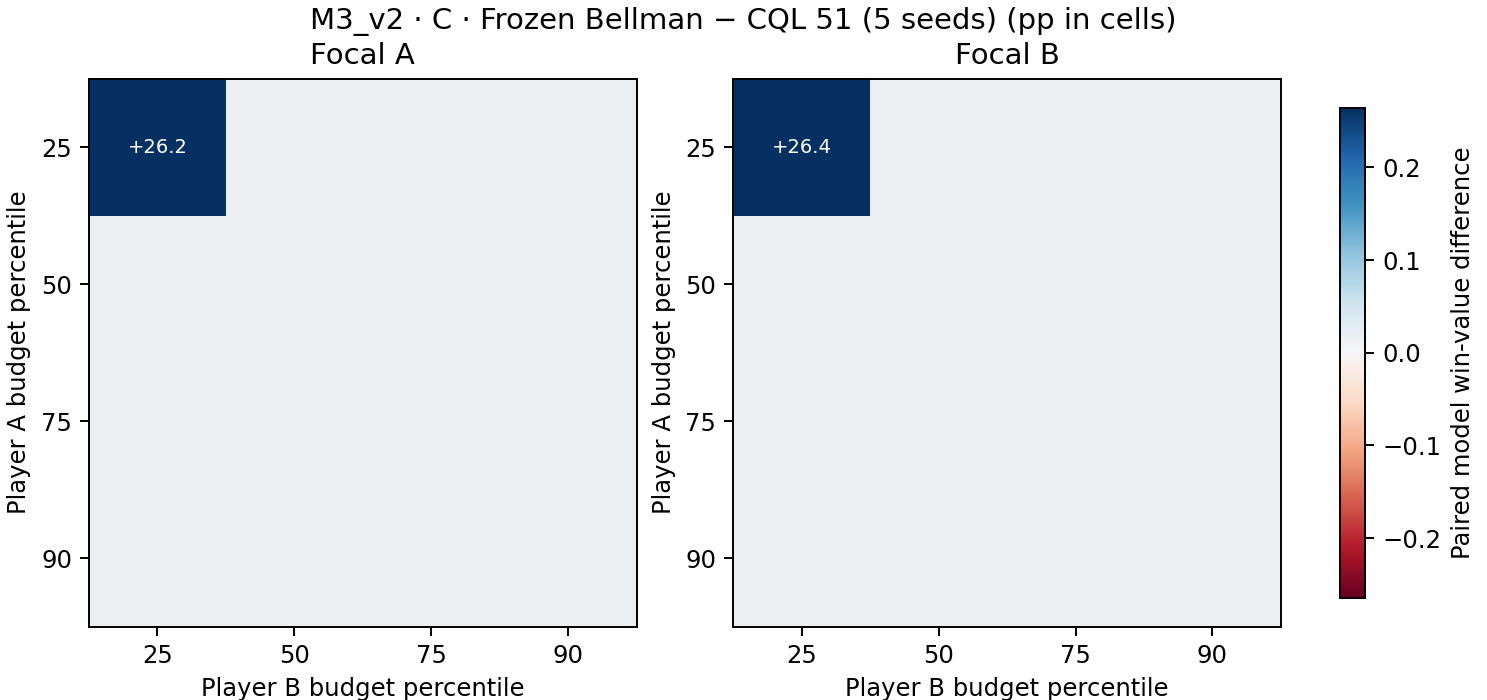 M3_v2 · C · Frozen Bellman − CQL 51 (5 seeds) (pp in cells)
Focal A
Focal B
Player A budget percentile
25
50
75
90
+26.2
25
50
75
90
Player B budget percentile
Player A budget percentile
25
50
75
90
+26.4
25
50
75
90
Player B budget percentile
0.2
0.1
0.0
−0.1
−0.2
Paired model win-value difference